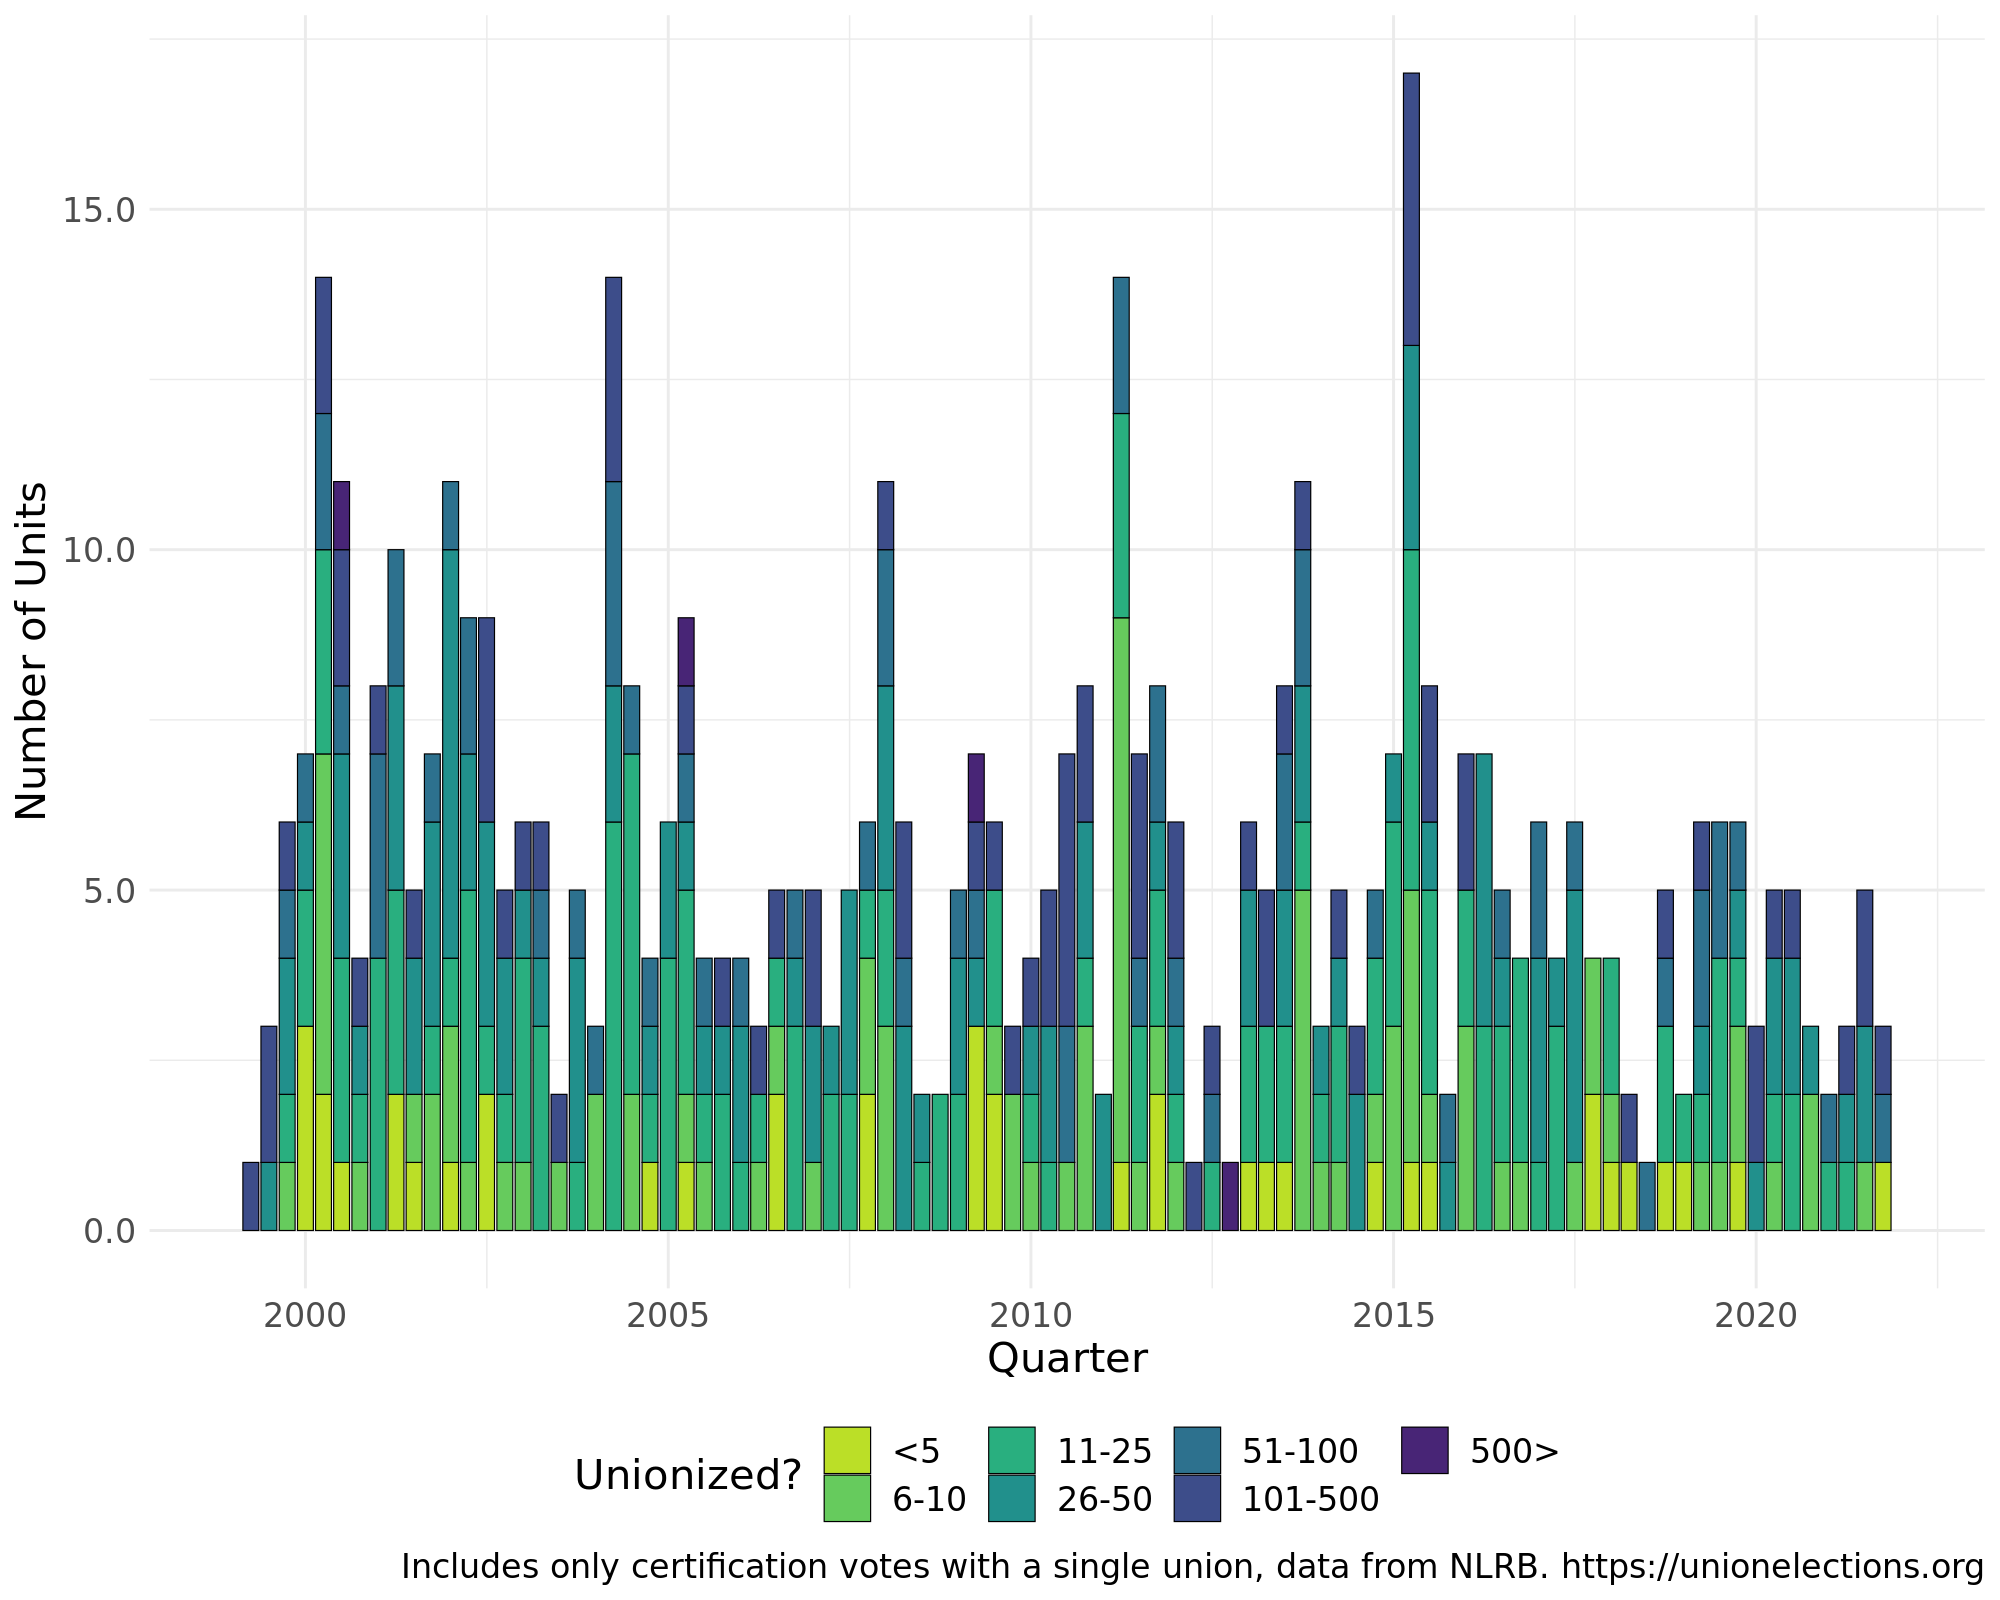 15.0
10.0
5.0
0.0
Number of Units
2000 2005 2010 2015 2020
Quarter
Unionized?
<5 11-25 51-100 500>
6-10 26-50 101-500
Includes only certification votes with a single union, data from NLRB. https://unionelections.org